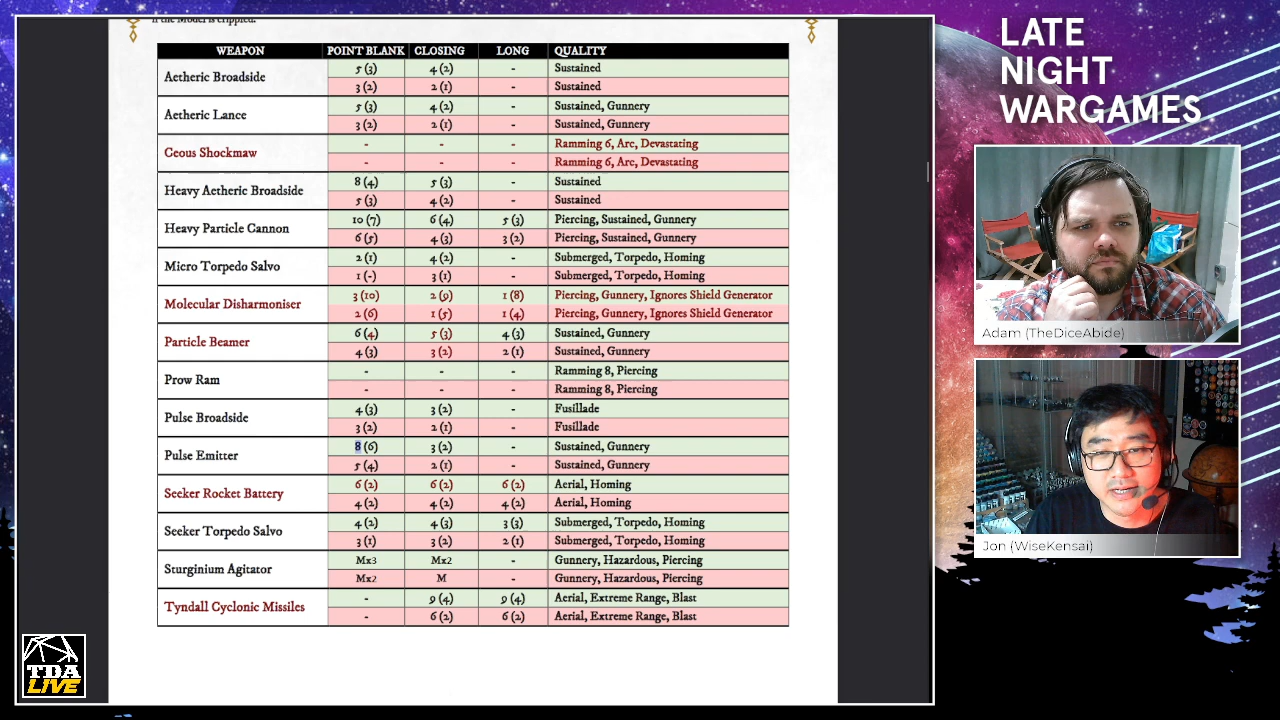 if the Model is crippled.
WEAPON POINT BLANK CLOSING LONG QUALITY
Aetheric Broadside
5 (3) 4 (2) - Sustained
3 (2) 2 (1) - Sustained
Aetheric Lance
5 (3) 4 (2) - Sustained, Gunnery
3 (2) 2 (1) - Sustained, Gunnery
Ceous Shockmaw
- - - Ramming 6, Arc, Devastating
- - - Ramming 6, Arc, Devastating
Heavy Aetheric Broadside
8 (4) 5 (3) - Sustained
5 (3) 4 (2) - Sustained
Heavy Particle Cannon
10 (7) 6 (4) 5 (3) Piercing, Sustained, Gunnery
6 (5) 4 (3) 3 (2) Piercing, Sustained, Gunnery
Micro Torpedo Salvo
2 (1) 4 (2) - Submerged, Torpedo, Homing
1 (-) 3 (1) - Submerged, Torpedo, Homing
Molecular Disharmoniser
3 (10) 2 (9) 1 (8) Piercing, Gunnery, Ignores Shield Generator
2 (6) 1 (5) 1 (4) Piercing, Gunnery, Ignores Shield Generator
Particle Beamer
6 (4) 5 (3) 4 (3) Sustained, Gunnery
4 (3) 3 (2) 2 (1) Sustained, Gunnery
Prow Ram
- - - Ramming 8, Piercing
- - - Ramming 8, Piercing
Pulse Broadside
4 (3) 3 (2) - Fusillade
3 (2) 2 (1) - Fusillade
Pulse Emitter
8 (6) 3 (2) - Sustained, Gunnery
5 (4) 2 (1) - Sustained, Gunnery
Seeker Rocket Battery
6 (2) 6 (2) 6 (2) Aerial, Homing
4 (2) 4 (2) 4 (2) Aerial, Homing
Seeker Torpedo Salvo
4 (2) 4 (3) 3 (3) Submerged, Torpedo, Homing
3 (1) 3 (2) 2 (1) Submerged, Torpedo, Homing
Sturginium Agitator
Mx3 Mx2 - Gunnery, Hazardous, Piercing
Mx2 M - Gunnery, Hazardous, Piercing
Tyndall Cyclonic Missiles
- 9 (4) 9 (4) Aerial, Extreme Range, Blast
- 6 (2) 6 (2) Aerial, Extreme Range, Blast
LATE
NIGHT
WARGAMES
Adam (TheDiceAbide)
Jon (WiseKensai)
TDA
LIVE